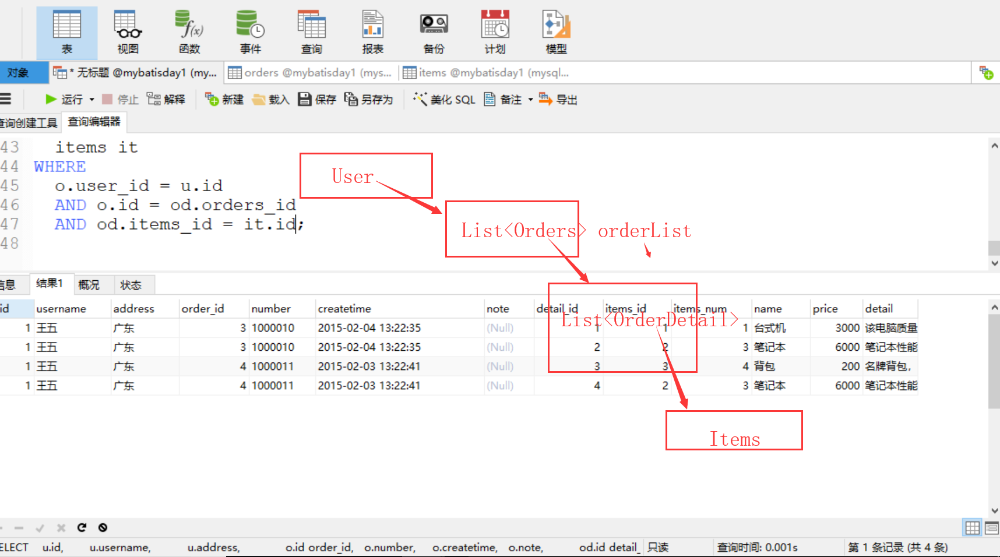 表 视图 函数 事件 查询 报表 备份 计划 模型
对象 * 无标题 @mybatisday1 (my... orders @mybatisday1 (mys... items @mybatisday1 (mysql...
运行 停止 解释 新建 载入 保存 另存为 美化 SQL 备注 导出
查询创建工具 查询编辑器
43 items it
44 WHERE
45 o.user_id = u.id
46 AND o.id = od.orders_id
47 AND od.items_id = it.id;
48
User
List<Orders> orderList
List<OrderDetail>
Items
信息 结果1 概况 状态
id username address order_id number createtime note detail_id items_id items_num name price detail
1 王五 广东 3 1000010 2015-02-04 13:22:35 (Null) 1 1 1 台式机 3000 该电脑质量
1 王五 广东 3 1000010 2015-02-04 13:22:35 (Null) 2 2 3 笔记本 6000 笔记本性能
1 王五 广东 4 1000011 2015-02-03 13:22:41 (Null) 3 3 4 背包 200 名牌背包，
1 王五 广东 4 1000011 2015-02-03 13:22:41 (Null) 4 2 3 笔记本 6000 笔记本性能
ELECT u.id, u.username, u.address, o.id order_id, o.number, o.createtime, o.note, od.id detail_ 只读 查询时间: 0.001s 第 1 条记录 (共 4 条)